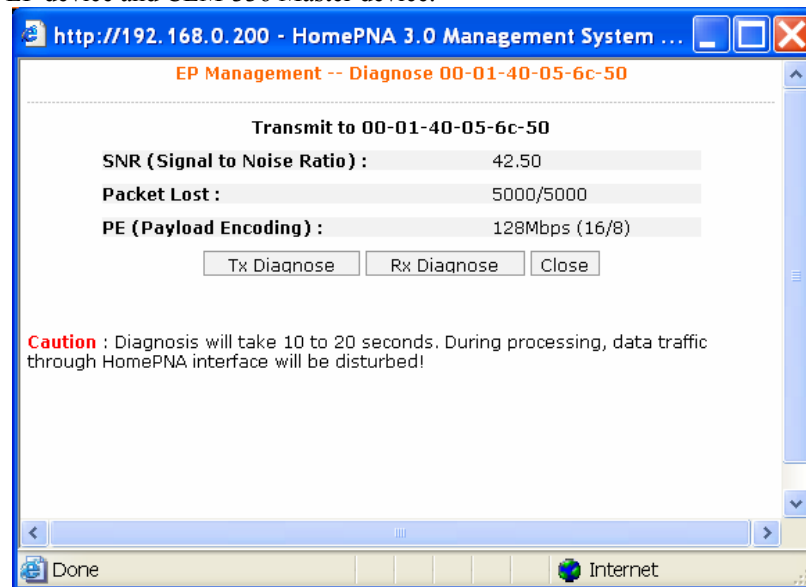 http://192.168.0.200 - HomePNA 3.0 Management System ...
EP Management -- Diagnose 00-01-40-05-6c-50
Transmit to 00-01-40-05-6c-50
SNR (Signal to Noise Ratio) : 42.50
Packet Lost : 5000/5000
PE (Payload Encoding) : 128Mbps (16/8)
Tx Diagnose Rx Diagnose Close
Caution : Diagnosis will take 10 to 20 seconds. During processing, data traffic
through HomePNA interface will be disturbed!
Done Internet